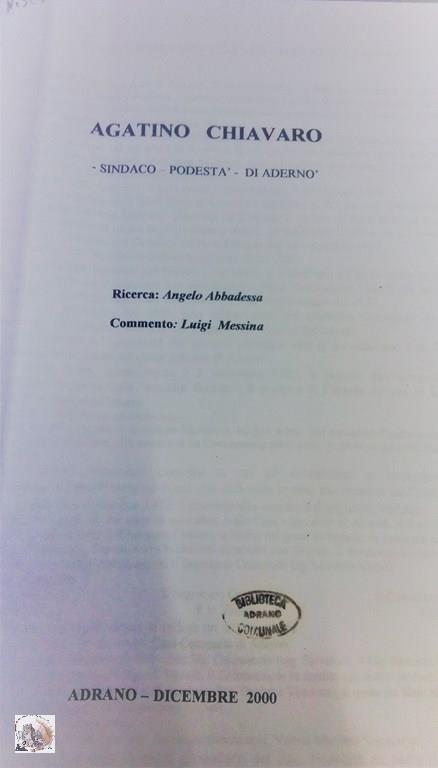 AGATINO CHIAVARO
- SINDACO – PODESTA' - DI ADERNO'
Ricerca: Angelo Abbadessa
Commento: Luigi Messina
BIBLIOTECA
ADRANO
COMUNALE
ADRANO – DICEMBRE 2000